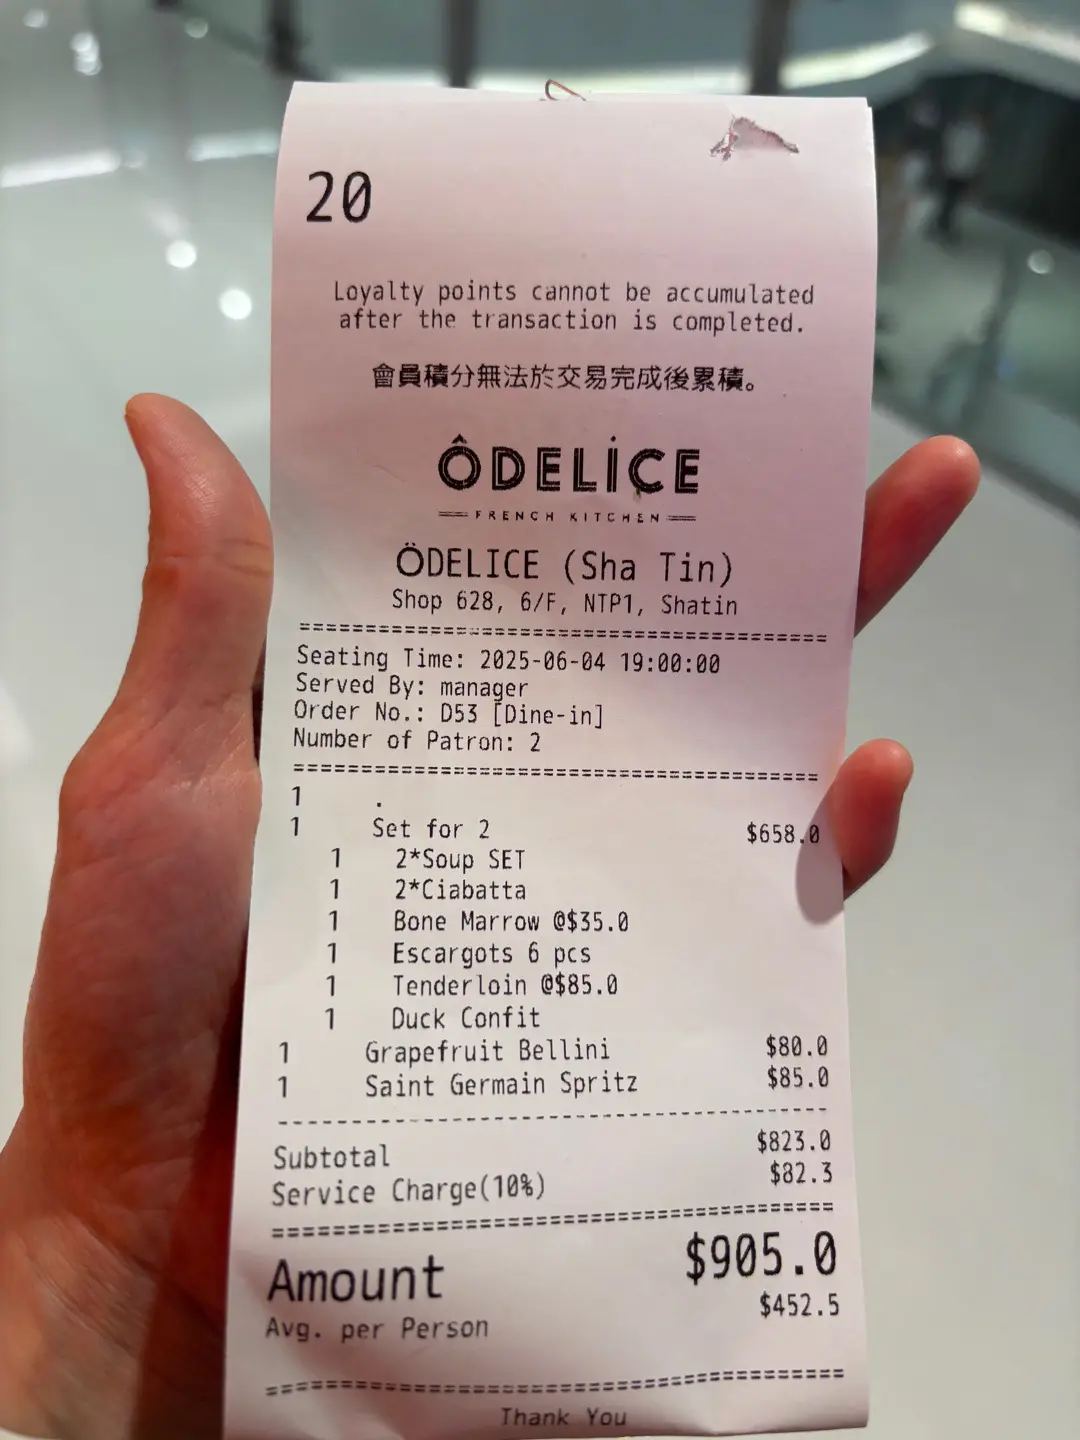 20
Loyalty points cannot be accumulated
after the transaction is completed.
會員積分無法於交易完成後累積。
ÔDELİCE
FRENCH KITCHEN
ÖDELICE (Sha Tin)
Shop 628, 6/F, NTP1, Shatin
========================================
Seating Time: 2025-06-04 19:00:00
Served By: manager
Order No.: D53 [Dine-in]
Number of Patron: 2
========================================
1 .
1 Set for 2 $658.0
1 2*Soup SET
1 2*Ciabatta
1 Bone Marrow @$35.0
1 Escargots 6 pcs
1 Tenderloin @$85.0
1 Duck Confit
1 Grapefruit Bellini $80.0
1 Saint Germain Spritz $85.0
----------------------------------------
Subtotal $823.0
Service Charge(10%) $82.3
========================================
Amount $905.0
Avg. per Person $452.5
========================================
Thank You